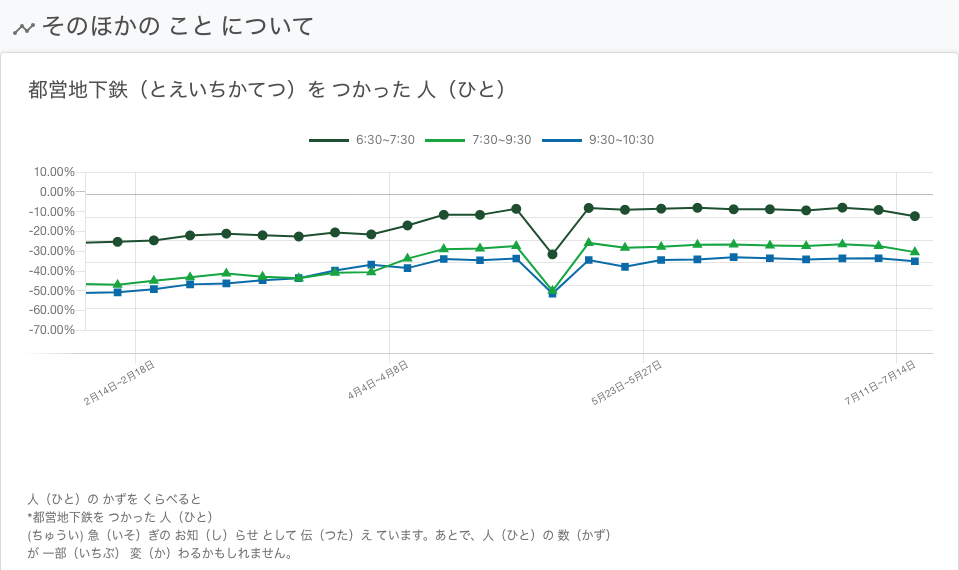 そのほかの こと について
都営地下鉄（とえいちかてつ）を つかった 人（ひと）
6:30~7:30 7:30~9:30 9:30~10:30
10.00%
0.00%
-10.00%
-20.00%
-30.00%
-40.00%
-50.00%
-60.00%
-70.00%
2月14日~2月18日 4月4日~4月8日 5月23日~5月27日 7月11日~7月14日
人（ひと）の かずを くらべると
*都営地下鉄を つかった 人（ひと）
(ちゅうい) 急（いそ）ぎの お知（し）らせ として 伝（つた）え ています。あとで、人（ひと）の 数（かず）
が 一部（いちぶ） 変（か）わるかもしれません。